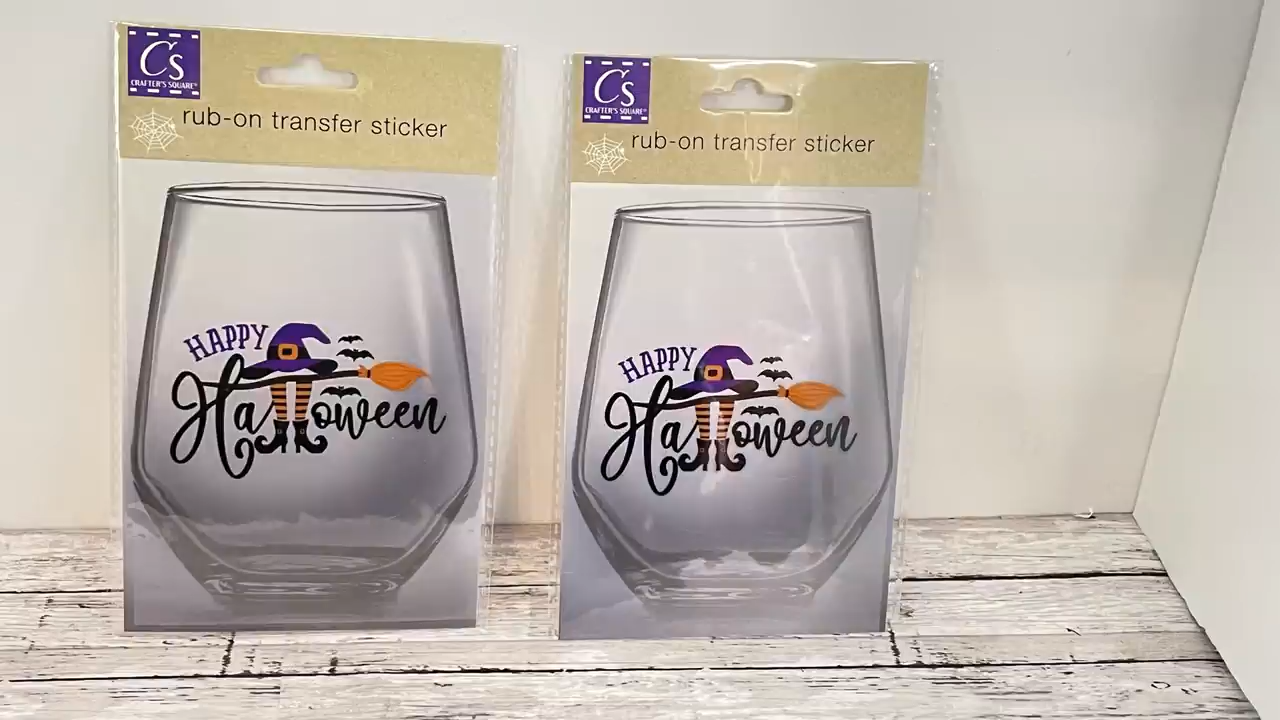 Cs
CRAFTER'S SQUARE®
rub-on transfer sticker
HAPPY
Halloween
Cs
CRAFTER'S SQUARE®
rub-on transfer sticker
HAPPY
Halloween